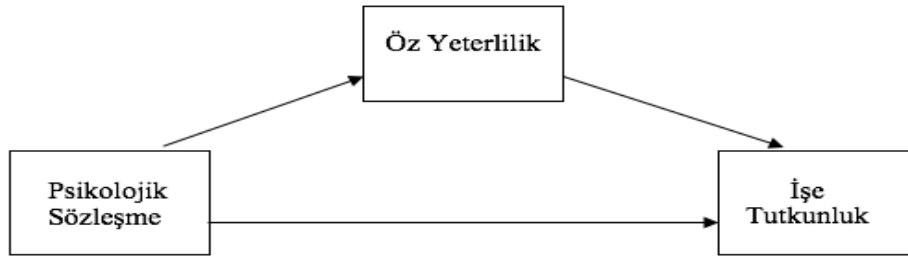 Öz Yeterlilik
Psikolojik
Sözleşme
İşe
Tutkunluk